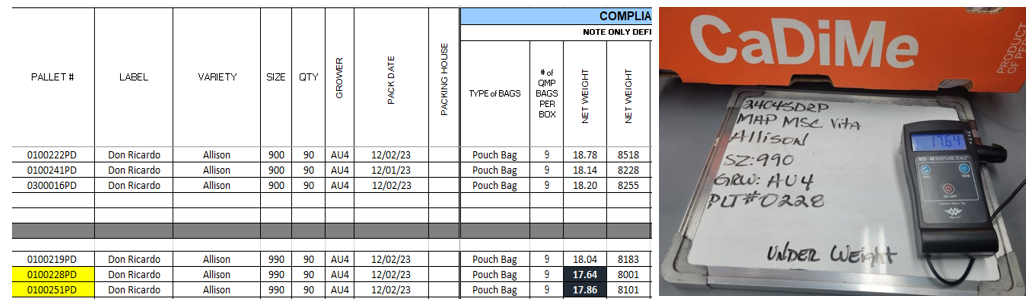 COMPLIA
NOTE ONLY DEFI
PALLET # LABEL VARIETY SIZE QTY GROWER PACK DATE PACKING HOUSE TYPE of BAGS # of QMP BAGS PER BOX NET WEIGHT NET WEIGHT
0100222PD Don Ricardo Allison 900 90 AU4 12/02/23 Pouch Bag 9 18.78 8518
0100241PD Don Ricardo Allison 900 90 AU4 12/01/23 Pouch Bag 9 18.14 8228
0300016PD Don Ricardo Allison 900 90 AU4 12/02/23 Pouch Bag 9 18.20 8255
0100219PD Don Ricardo Allison 990 90 AU4 12/02/23 Pouch Bag 9 18.04 8183
0100228PD Don Ricardo Allison 990 90 AU4 12/02/23 Pouch Bag 9 17.64 8001
0100251PD Don Ricardo Allison 990 90 AU4 12/02/23 Pouch Bag 9 17.86 8101
CaDiMe
PRODUCT
OF PE
MAP MSC Vita
Allison
SZ:990
GRW: AU4
PLT#0228
UNDER WEIGHT
17.64